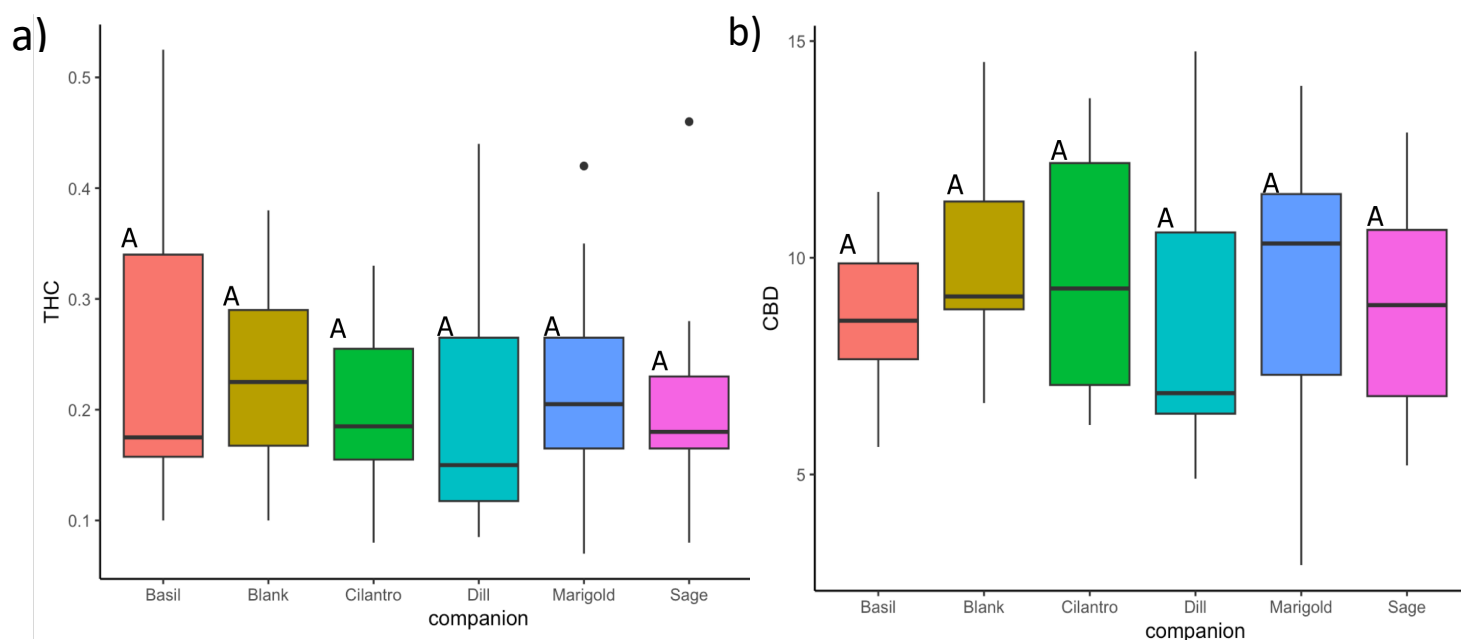 a)
THC
0.5
0.4
0.3
0.2
0.1
A A A A A A
Basil Blank Cilantro Dill Marigold Sage
companion
b)
CBD
15
10
5
A A A A A A
Basil Blank Cilantro Dill Marigold Sage
companion